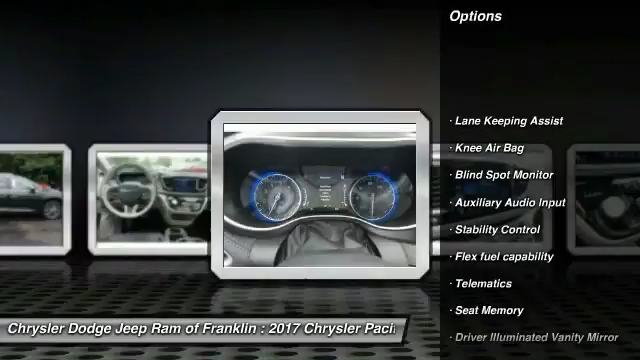 Options
· Lane Keeping Assist
· Knee Air Bag
· Blind Spot Monitor
· Auxiliary Audio Input
· Stability Control
· Flex fuel capability
· Telematics
· Seat Memory
· Driver Illuminated Vanity Mirror
Chrysler Dodge Jeep Ram of Franklin : 2017 Chrysler Paci